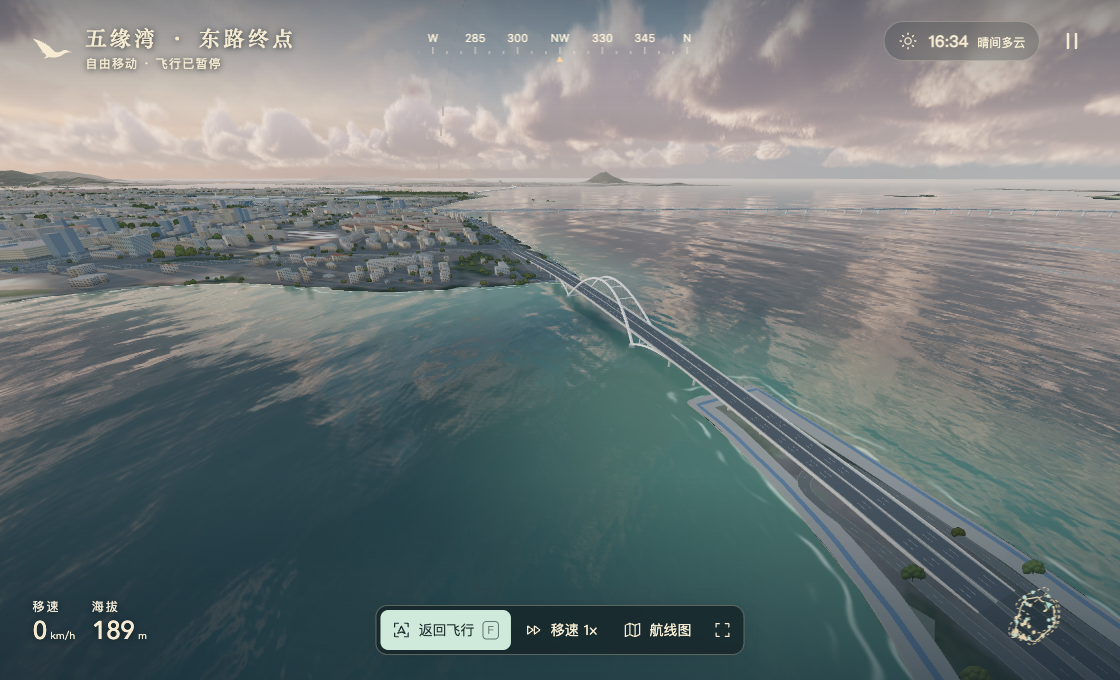 五缘湾 · 东路终点
自由移动 · 飞行已暂停
W 285 300 NW 330 345 N
16:34 晴间多云
移速 海拔
0 km/h 189 m
返回飞行 F 移速 1× 航线图